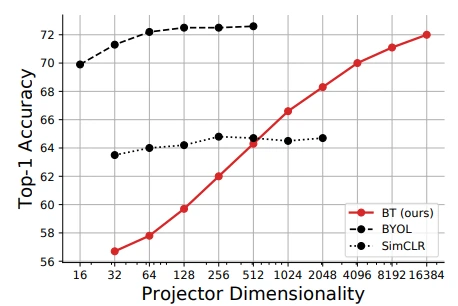 72
70
68
66
64
62
60
58
56
Top-1 Accuracy
BT (ours)
BYOL
SimCLR
16 32 64 128 256 512 1024 2048 4096 8192 16384
Projector Dimensionality